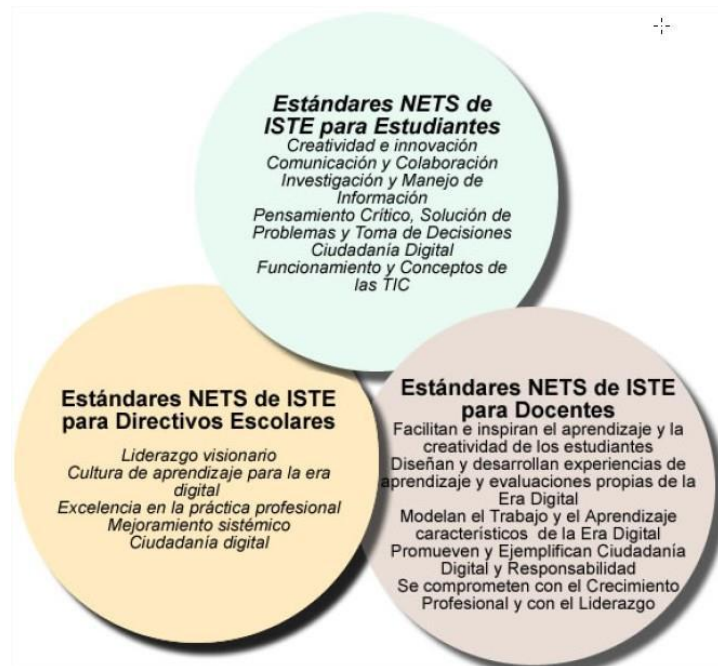 Estándares NETS de
ISTE para Estudiantes
Creatividad e innovación
Comunicación y Colaboración
Investigación y Manejo de
Información
Pensamiento Crítico, Solución de
Problemas y Toma de Decisiones
Ciudadanía Digital
Funcionamiento y Conceptos de
las TIC
Estándares NETS de ISTE
para Directivos Escolares
Liderazgo visionario
Cultura de aprendizaje para la era
digital
Excelencia en la práctica profesional
Mejoramiento sistémico
Ciudadanía digital
Estándares NETS de ISTE
para Docentes
Facilitan e inspiran el aprendizaje y la
creatividad de los estudiantes
Diseñan y desarrollan experiencias de
aprendizaje y evaluaciones propias de la
Era Digital
Modelan el Trabajo y el Aprendizaje
característicos de la Era Digital
Promueven y Ejemplifican Ciudadanía
Digital y Responsabilidad
Se comprometen con el Crecimiento
Profesional y con el Liderazgo